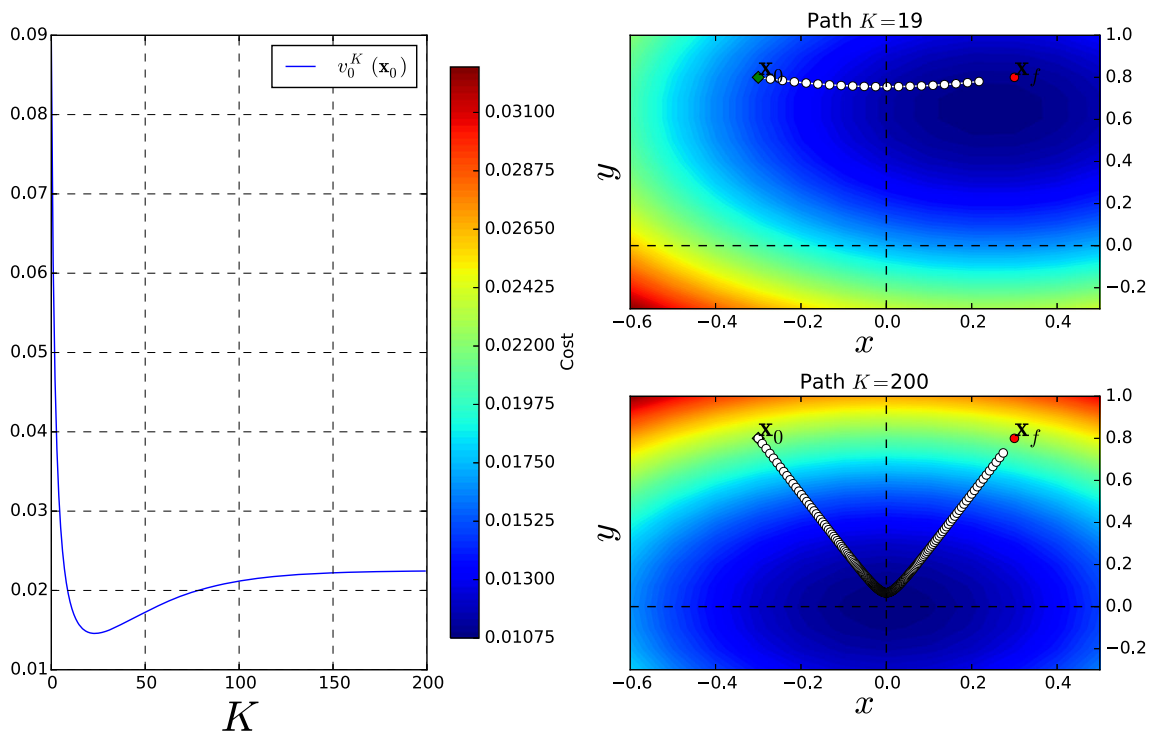 0.09
0.08
0.07
0.06
0.05
0.04
0.03
0.02
0.01
0 50 100 150 200
K
v_0^K (x_0)
0.03100
0.02875
0.02650
0.02425
0.02200
0.01975
0.01750
0.01525
0.01300
0.01075
Cost
Path K=19
x_0
x_f
y
1.0
0.8
0.6
0.4
0.2
0.0
−0.2
−0.6 −0.4 −0.2 0.0 0.2 0.4
x
Path K=200
x_0
x_f
y
1.0
0.8
0.6
0.4
0.2
0.0
−0.2
−0.6 −0.4 −0.2 0.0 0.2 0.4
x